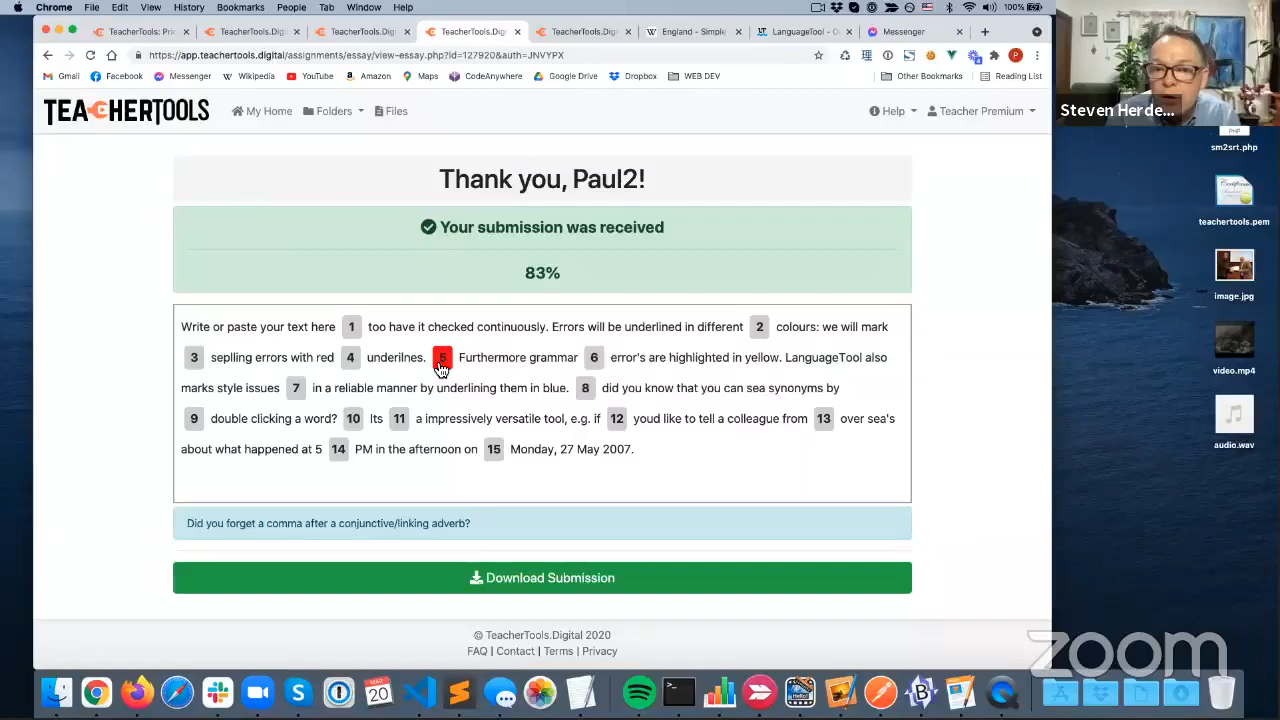 Chrome File Edit View History Bookmarks People Tab Window Help 100%
TeacherTools: Pri TeacherTools.Dig TeacherTools.Dig TeacherTools.Dig TeacherTools.Dig England - Simple LanguageTool - O Messenger
https://app.teachertools.digital/assignments/essay/view-essay.php?id=127920&auth=JNVYPX
Gmail Facebook Messenger Wikipedia YouTube Amazon Maps CodeAnywhere Google Drive Dropbox WEB DEV Other Bookmarks Reading List
TEACHERTOOLS My Home Folders Files Help Teacher Premium
Steven Herde...
Thank you, Paul2!
Your submission was received
83%
Write or paste your text here 1 too have it checked continuously. Errors will be underlined in different 2 colours: we will mark
3 seplling errors with red 4 underilnes. 5 Furthermore grammar 6 error's are highlighted in yellow. LanguageTool also
marks style issues 7 in a reliable manner by underlining them in blue. 8 did you know that you can sea synonyms by
9 double clicking a word? 10 Its 11 a impressively versatile tool, e.g. if 12 youd like to tell a colleague from 13 over sea's
about what happened at 5 14 PM in the afternoon on 15 Monday, 27 May 2007.
Did you forget a comma after a conjunctive/linking adverb?
Download Submission
© TeacherTools.Digital 2020
FAQ | Contact | Terms | Privacy
sm2srt.php
teachertools.pem
image.jpg
video.mp4
audio.wav
zoom
MAR
20